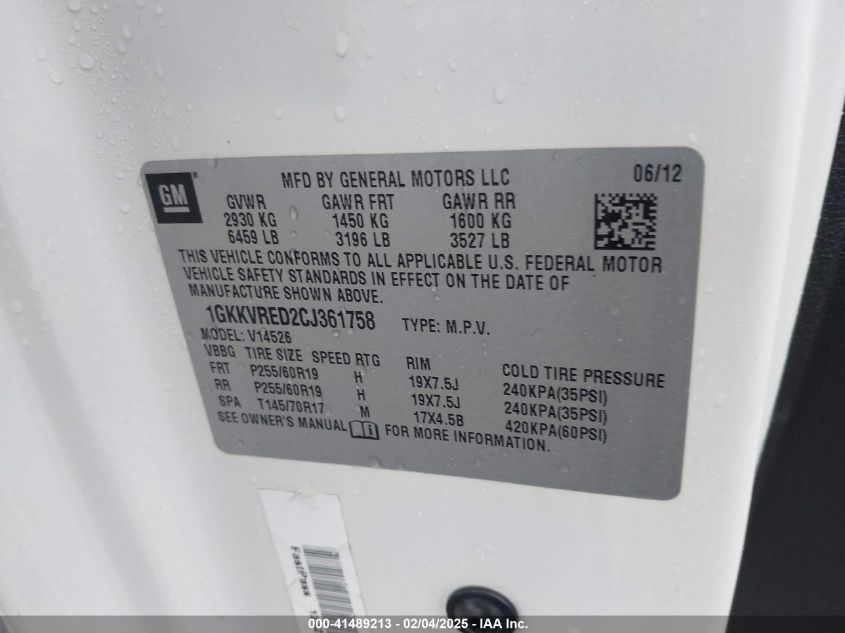 GM
MFD BY GENERAL MOTORS LLC 06/12
GVWR GAWR FRT GAWR RR
2930 KG 1450 KG 1600 KG
6459 LB 3196 LB 3527 LB
THIS VEHICLE CONFORMS TO ALL APPLICABLE U.S. FEDERAL MOTOR
VEHICLE SAFETY STANDARDS IN EFFECT ON THE DATE OF
MANUFACTURE SHOWN ABOVE.
1GKKVRED2CJ361758 TYPE: M.P.V.
MODEL: V14526
VBBG TIRE SIZE SPEED RTG RIM COLD TIRE PRESSURE
FRT P255/60R19 H 19X7.5J 240KPA(35PSI)
RR P255/60R19 H 19X7.5J 240KPA(35PSI)
SPA T145/70R17 M 17X4.5B 420KPA(60PSI)
SEE OWNER'S MANUAL FOR MORE INFORMATION.
FastPass
000-41489213 - 02/04/2025 - IAA Inc.